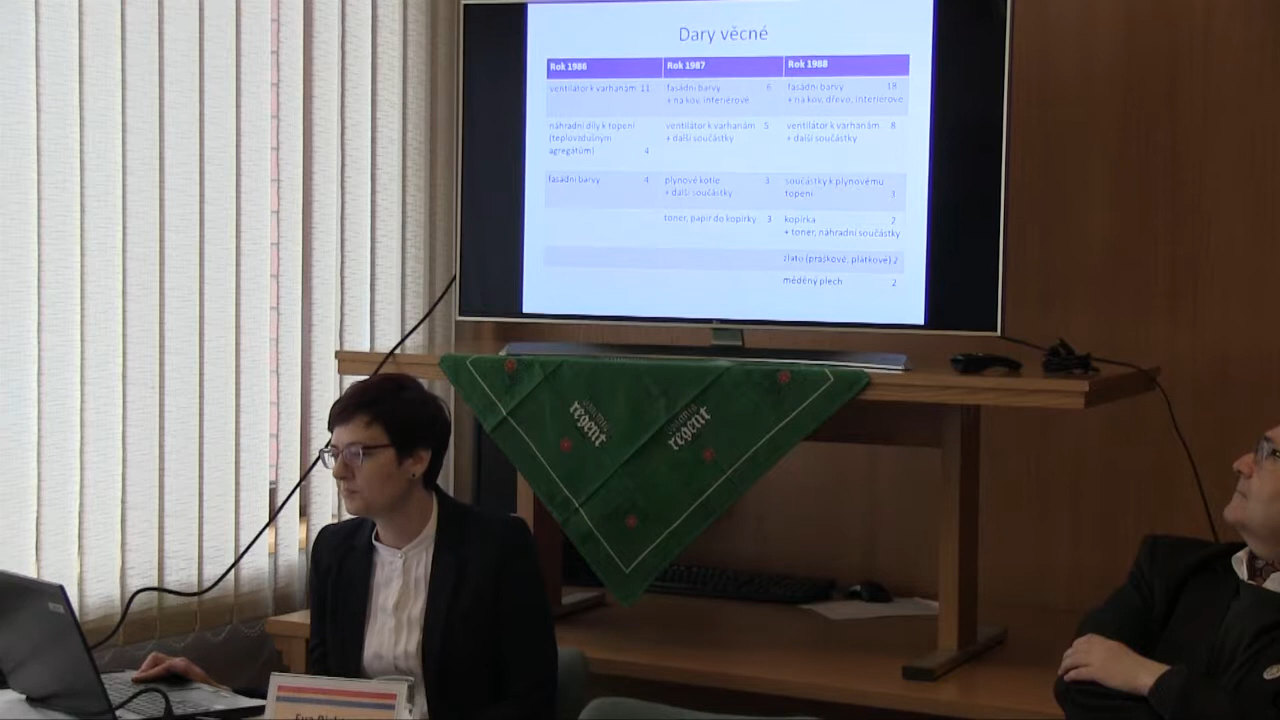 Dary věcné
Rok 1986 Rok 1987 Rok 1988
ventilátor k varhanám 11 fasádní barvy 6 fasádní barvy 18
+ na kov, interiérové + na kov, dřevo, interiérové
náhradní díly k topení ventilátor k varhanám 5 ventilátor k varhanám 8
(teplovzdušným + další součástky + další součástky
agregátům) 4
fasádní barvy 4 plynové kotle 3 součástky k plynovému
+ další součástky topení 3
toner, papír do kopírky 3 kopírka 2
+ toner, náhradní součástky
zlato (práškové, plátkové) 2
měděný plech 2
regent
regent
Eva